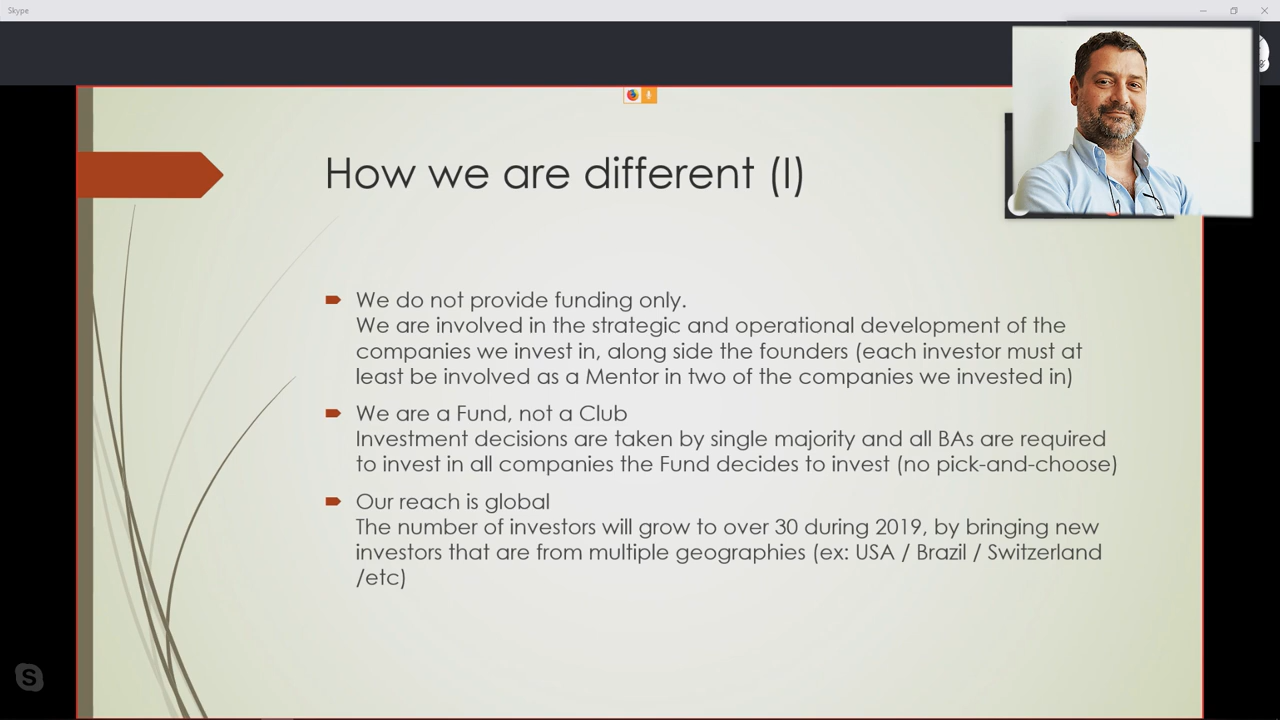 Skype
How we are different (I)
We do not provide funding only.
We are involved in the strategic and operational development of the
companies we invest in, along side the founders (each investor must at
least be involved as a Mentor in two of the companies we invested in)
We are a Fund, not a Club
Investment decisions are taken by single majority and all BAs are required
to invest in all companies the Fund decides to invest (no pick-and-choose)
Our reach is global
The number of investors will grow to over 30 during 2019, by bringing new
investors that are from multiple geographies (ex: USA / Brazil / Switzerland
/etc)
S